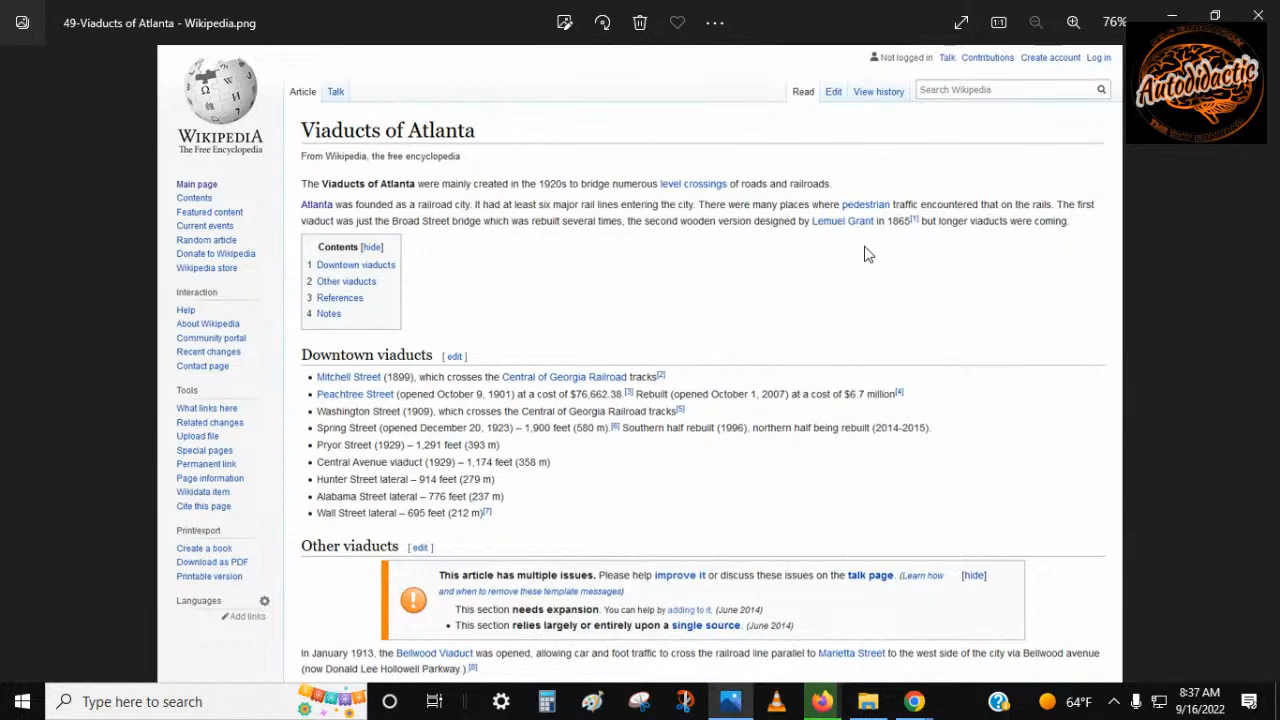 49-Viaducts of Atlanta - Wikipedia.png
76%
Autodidactic
Not logged in Talk Contributions Create account Log in
Article Talk Read Edit View history Search Wikipedia
WIKIPEDIA
The Free Encyclopedia
Main page
Contents
Featured content
Current events
Random article
Donate to Wikipedia
Wikipedia store
Interaction
Help
About Wikipedia
Community portal
Recent changes
Contact page
Tools
What links here
Related changes
Upload file
Special pages
Permanent link
Page information
Wikidata item
Cite this page
Print/export
Create a book
Download as PDF
Printable version
Languages
Add links
Viaducts of Atlanta
From Wikipedia, the free encyclopedia
The Viaducts of Atlanta were mainly created in the 1920s to bridge numerous level crossings of roads and railroads.
Atlanta was founded as a railroad city. It had at least six major rail lines entering the city. There were many places where pedestrian traffic encountered that on the rails. The first
viaduct was just the Broad Street bridge which was rebuilt several times, the second wooden version designed by Lemuel Grant in 1865[1] but longer viaducts were coming.
Contents [hide]
1 Downtown viaducts
2 Other viaducts
3 References
4 Notes
Downtown viaducts [ edit ]
• Mitchell Street (1899), which crosses the Central of Georgia Railroad tracks[2]
• Peachtree Street (opened October 9, 1901) at a cost of $76,662.38.[3] Rebuilt (opened October 1, 2007) at a cost of $6.7 million[4]
• Washington Street (1909), which crosses the Central of Georgia Railroad tracks[5]
• Spring Street (opened December 20, 1923) – 1,900 feet (580 m).[6] Southern half rebuilt (1996), northern half being rebuilt (2014-2015).
• Pryor Street (1929) – 1,291 feet (393 m)
• Central Avenue viaduct (1929) – 1,174 feet (358 m)
• Hunter Street lateral – 914 feet (279 m)
• Alabama Street lateral – 776 feet (237 m)
• Wall Street lateral – 695 feet (212 m)[7]
Other viaducts [ edit ]
This article has multiple issues. Please help improve it or discuss these issues on the talk page. (Learn how [hide]
and when to remove these template messages)
This section needs expansion. You can help by adding to it. (June 2014)
• This section relies largely or entirely upon a single source. (June 2014)
In January 1913, the Bellwood Viaduct was opened, allowing car and foot traffic to cross the railroad line parallel to Marietta Street to the west side of the city via Bellwood avenue
(now Donald Lee Hollowell Parkway.).[8]
Type here to search
64°F
8:37 AM
9/16/2022